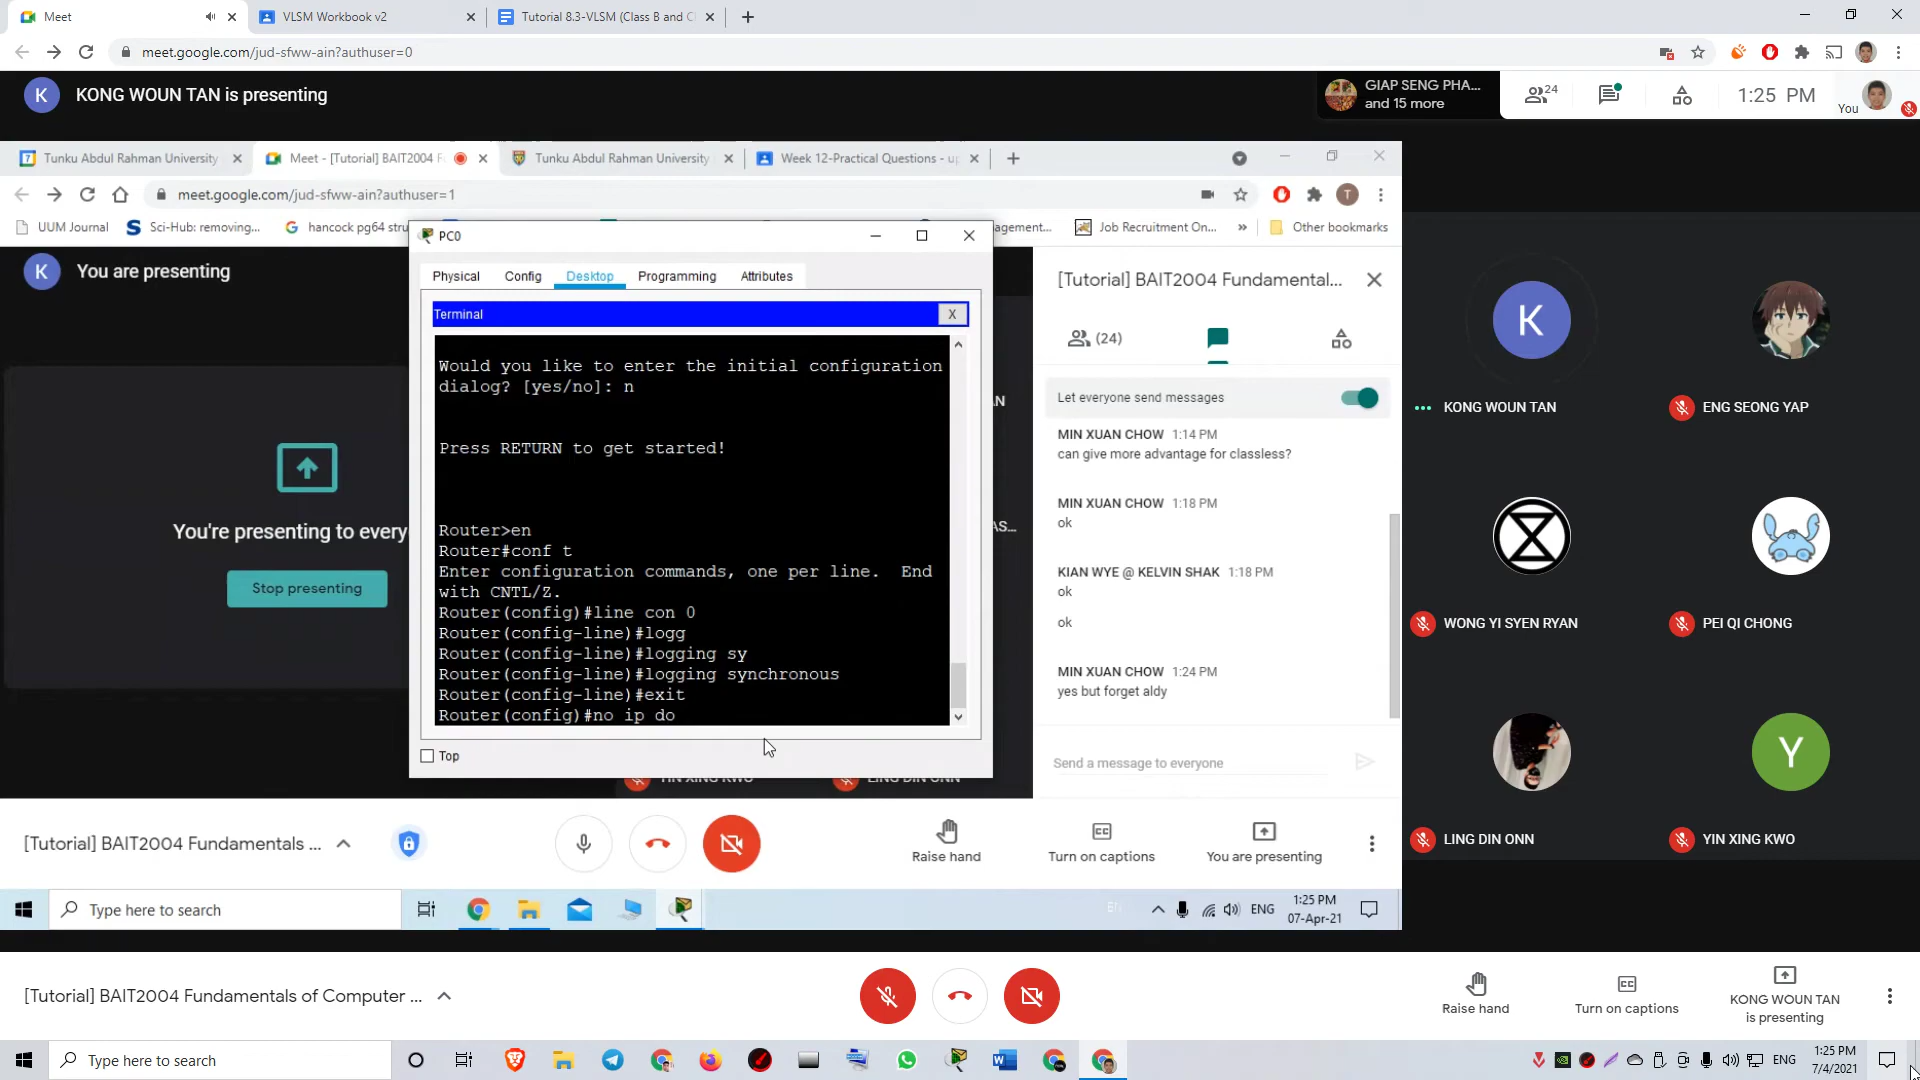 Meet
VLSM Workbook v2
Tutorial 8.3-VLSM (Class B and C
meet.google.com/jud-sfww-ain?authuser=0
K
KONG WOUN TAN is presenting
GIAP SENG PHA...
and 15 more
24
1:25 PM
You
Tunku Abdul Rahman University
Meet - [Tutorial] BAIT2004 F
Tunku Abdul Rahman University
Week 12-Practical Questions - up
meet.google.com/jud-sfww-ain?authuser=1
T
UUM Journal
Sci-Hub: removing...
hancock pg64 stru
agement...
Job Recruitment On...
»
Other bookmarks
K
You are presenting
You're presenting to every
Stop presenting
PC0
Physical
Config
Desktop
Programming
Attributes
Terminal
X
Would you like to enter the initial configuration
dialog? [yes/no]: n
Press RETURN to get started!
Router>en
Router#conf t
Enter configuration commands, one per line.  End
with CNTL/Z.
Router(config)#line con 0
Router(config-line)#logg
Router(config-line)#logging sy
Router(config-line)#logging synchronous
Router(config-line)#exit
Router(config)#no ip do
Top
AN
AS...
YIN XING KWO
LING DIN ONN
[Tutorial] BAIT2004 Fundamental...
(24)
Let everyone send messages
MIN XUAN CHOW 1:14 PM
can give more advantage for classless?
MIN XUAN CHOW 1:18 PM
ok
KIAN WYE @ KELVIN SHAK 1:18 PM
ok
ok
MIN XUAN CHOW 1:24 PM
yes but forget aldy
Send a message to everyone
K
KONG WOUN TAN
ENG SEONG YAP
WONG YI SYEN RYAN
PEI QI CHONG
Y
LING DIN ONN
YIN XING KWO
[Tutorial] BAIT2004 Fundamentals ...
Raise hand
Turn on captions
You are presenting
Type here to search
EN
ENG
1:25 PM
07-Apr-21
[Tutorial] BAIT2004 Fundamentals of Computer ...
Raise hand
Turn on captions
KONG WOUN TAN
is presenting
Type here to search
ENG
1:25 PM
7/4/2021